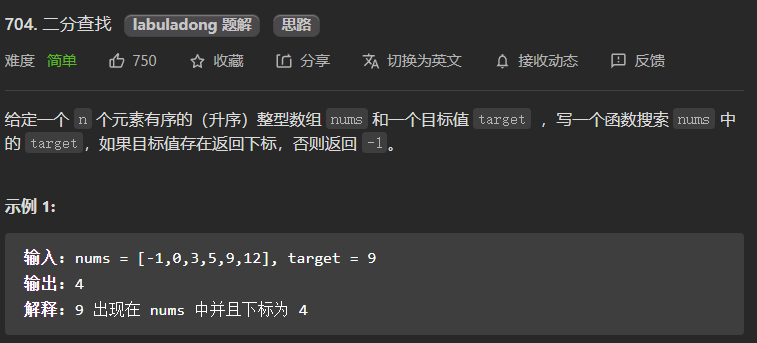 704. 二分查找 labuladong 题解 思路
难度 简单 750 收藏 分享 切换为英文 接收动态 反馈
给定一个 n 个元素有序的（升序）整型数组 nums 和一个目标值 target ，写一个函数搜索 nums 中
的 target，如果目标值存在返回下标，否则返回 -1。
示例 1:
输入: nums = [-1,0,3,5,9,12], target = 9
输出: 4
解释: 9 出现在 nums 中并且下标为 4